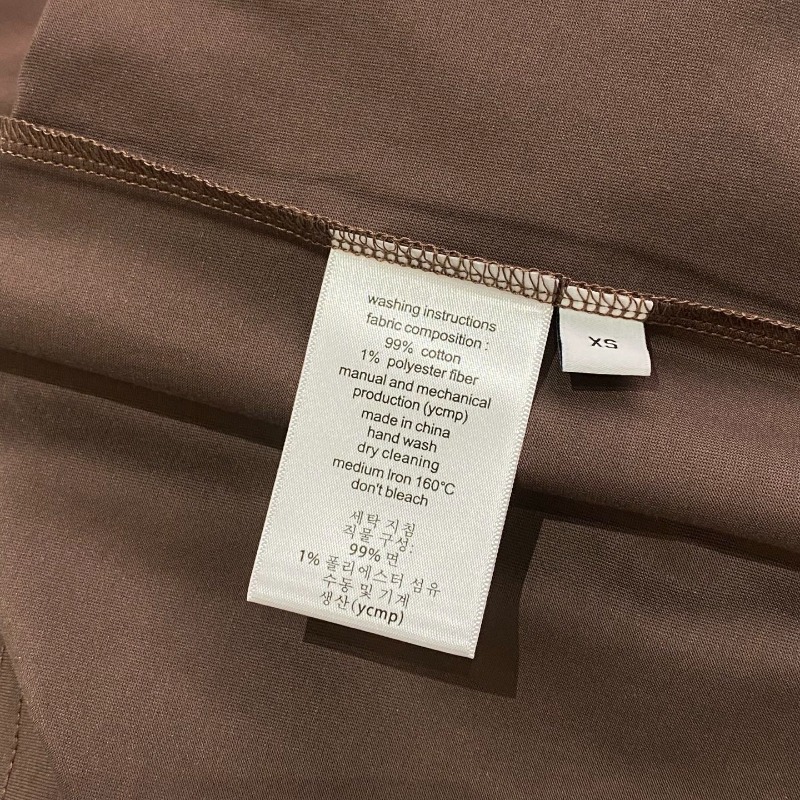 washing instructions
fabric composition :
99% cotton
1% polyester fiber
manual and mechanical
production (ycmp)
made in china
hand wash
dry cleaning
medium Iron 160°C
don't bleach
세탁 지침
직물 구성:
99% 면
1% 폴리에스터 섬유
수동 및 기계
생산(ycmp)
XS